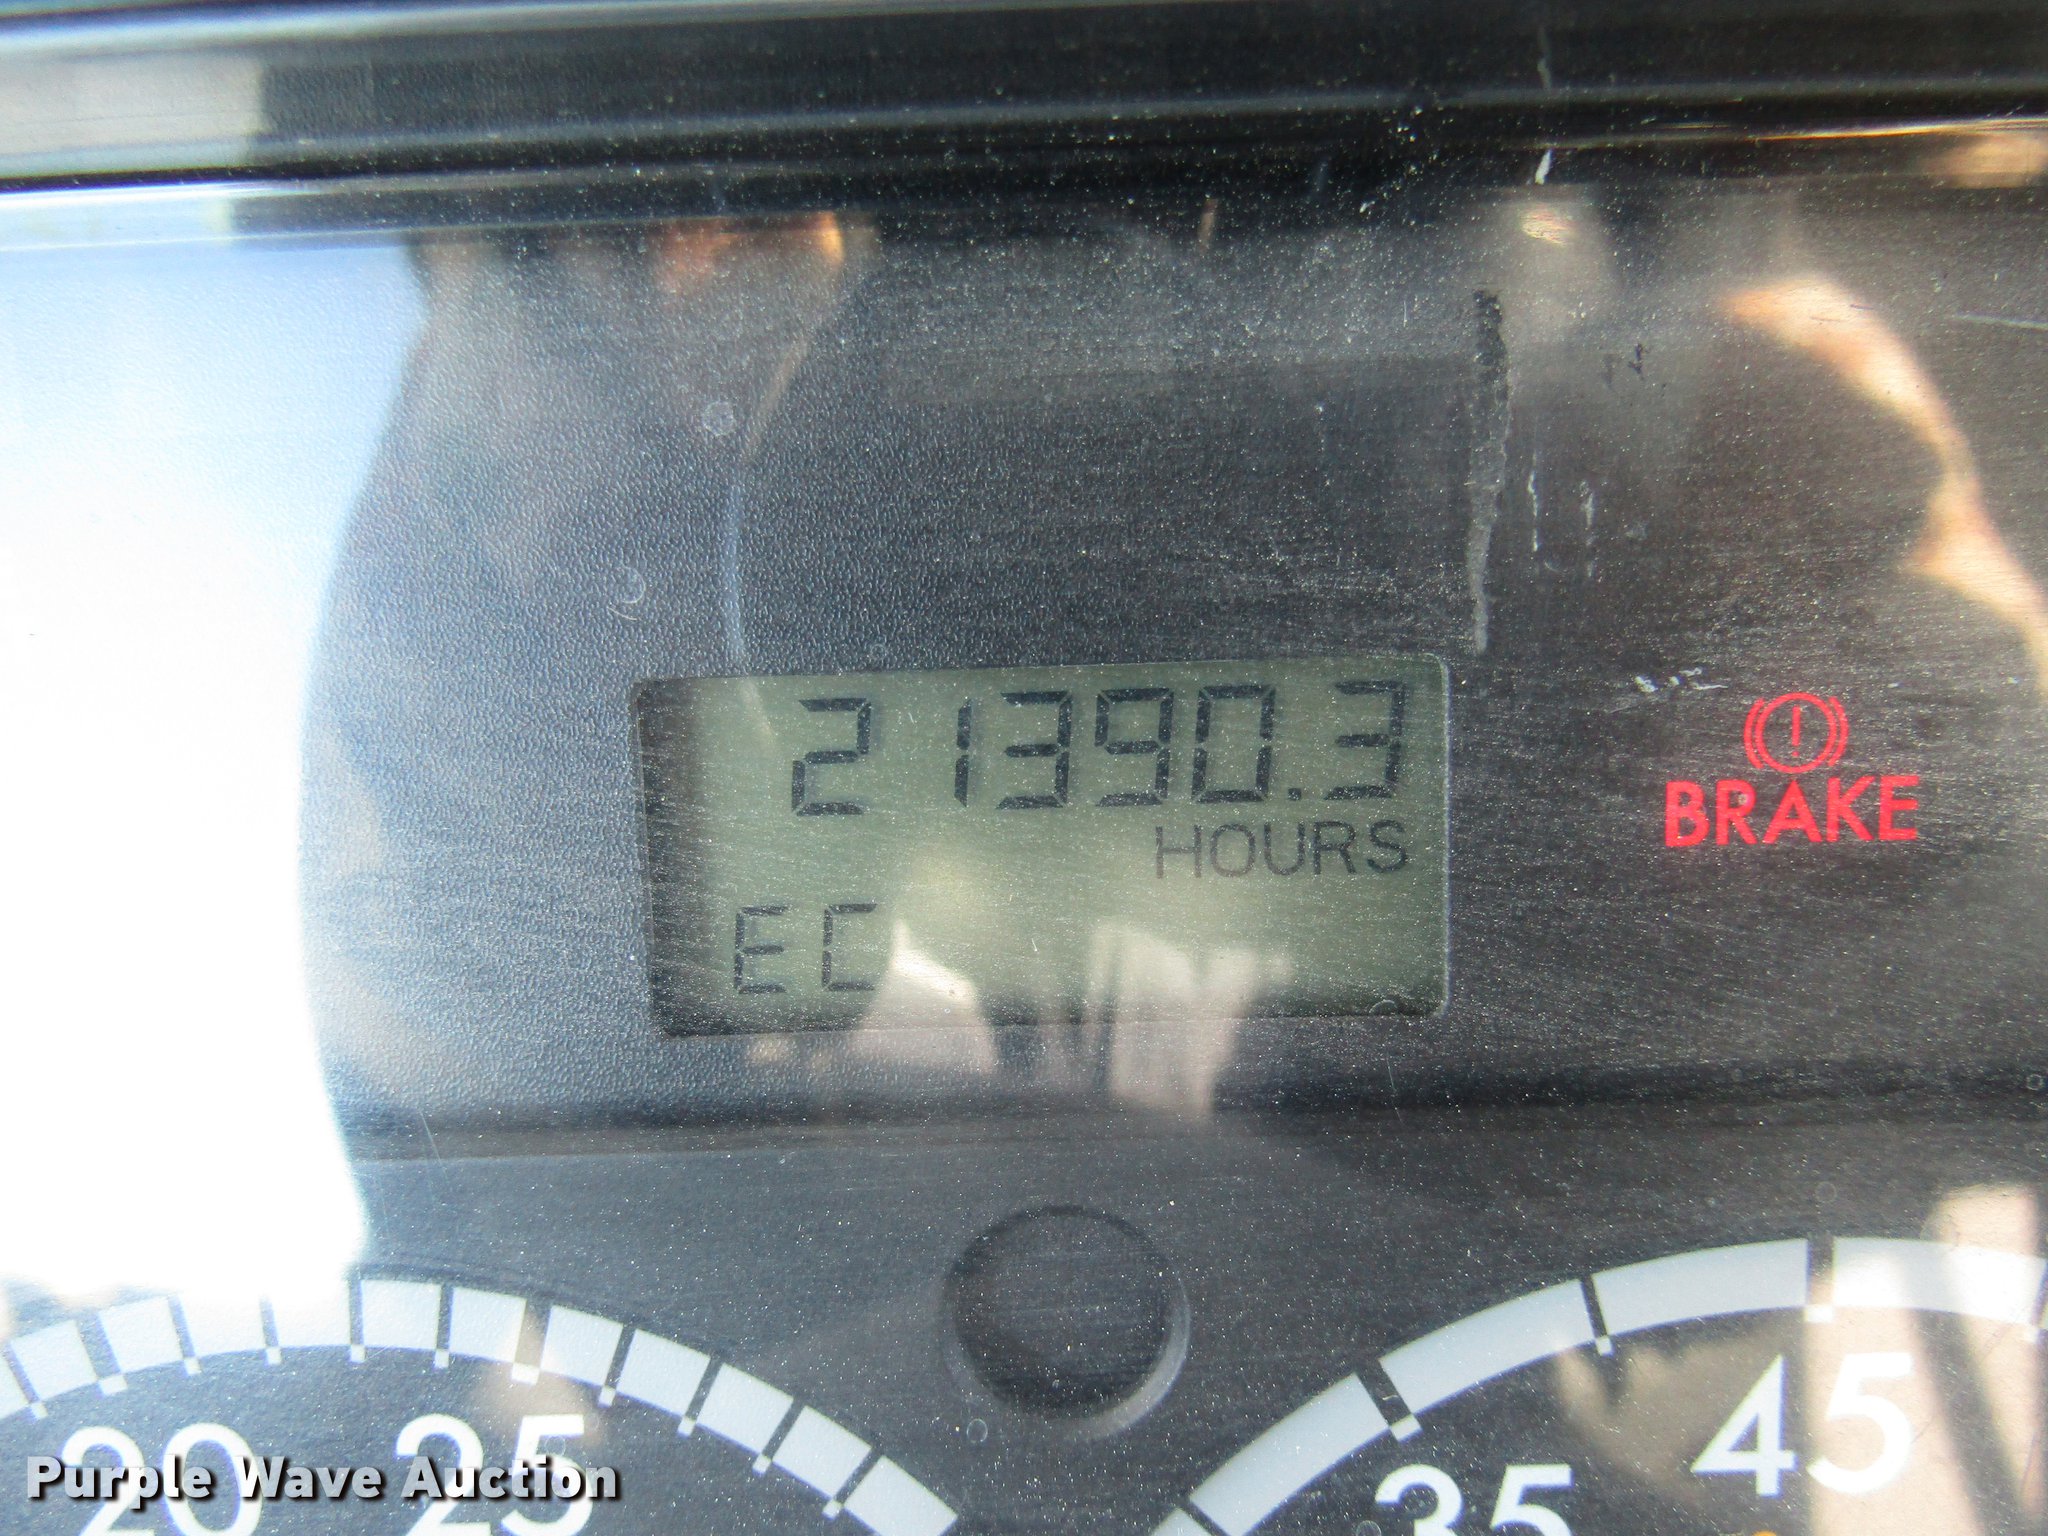 21390.3
HOURS
EC
BRAKE
20 25
35 45
Purple Wave Auction